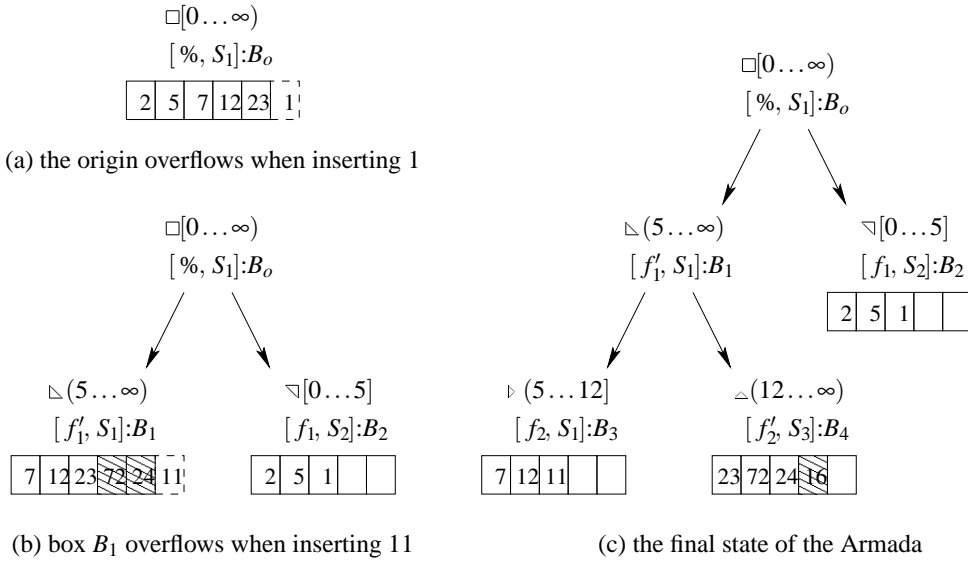 □[0…∞)
[ %, S₁]:Bₒ
2 5 7 12 23 1
(a) the origin overflows when inserting 1
□[0…∞)
[ %, S₁]:Bₒ
◺(5…∞)
[ f′₁, S₁]:B₁
7 12 23 72 24 11
◹[0…5]
[ f₁, S₂]:B₂
2 5 1
(b) box B₁ overflows when inserting 11
□[0…∞)
[ %, S₁]:Bₒ
◺(5…∞)
[ f′₁, S₁]:B₁
◹[0…5]
[ f₁, S₂]:B₂
2 5 1
(5…12]
[ f₂, S₁]:B₃
7 12 11
(12…∞)
[ f′₂, S₃]:B₄
23 72 24 16
(c) the final state of the Armada